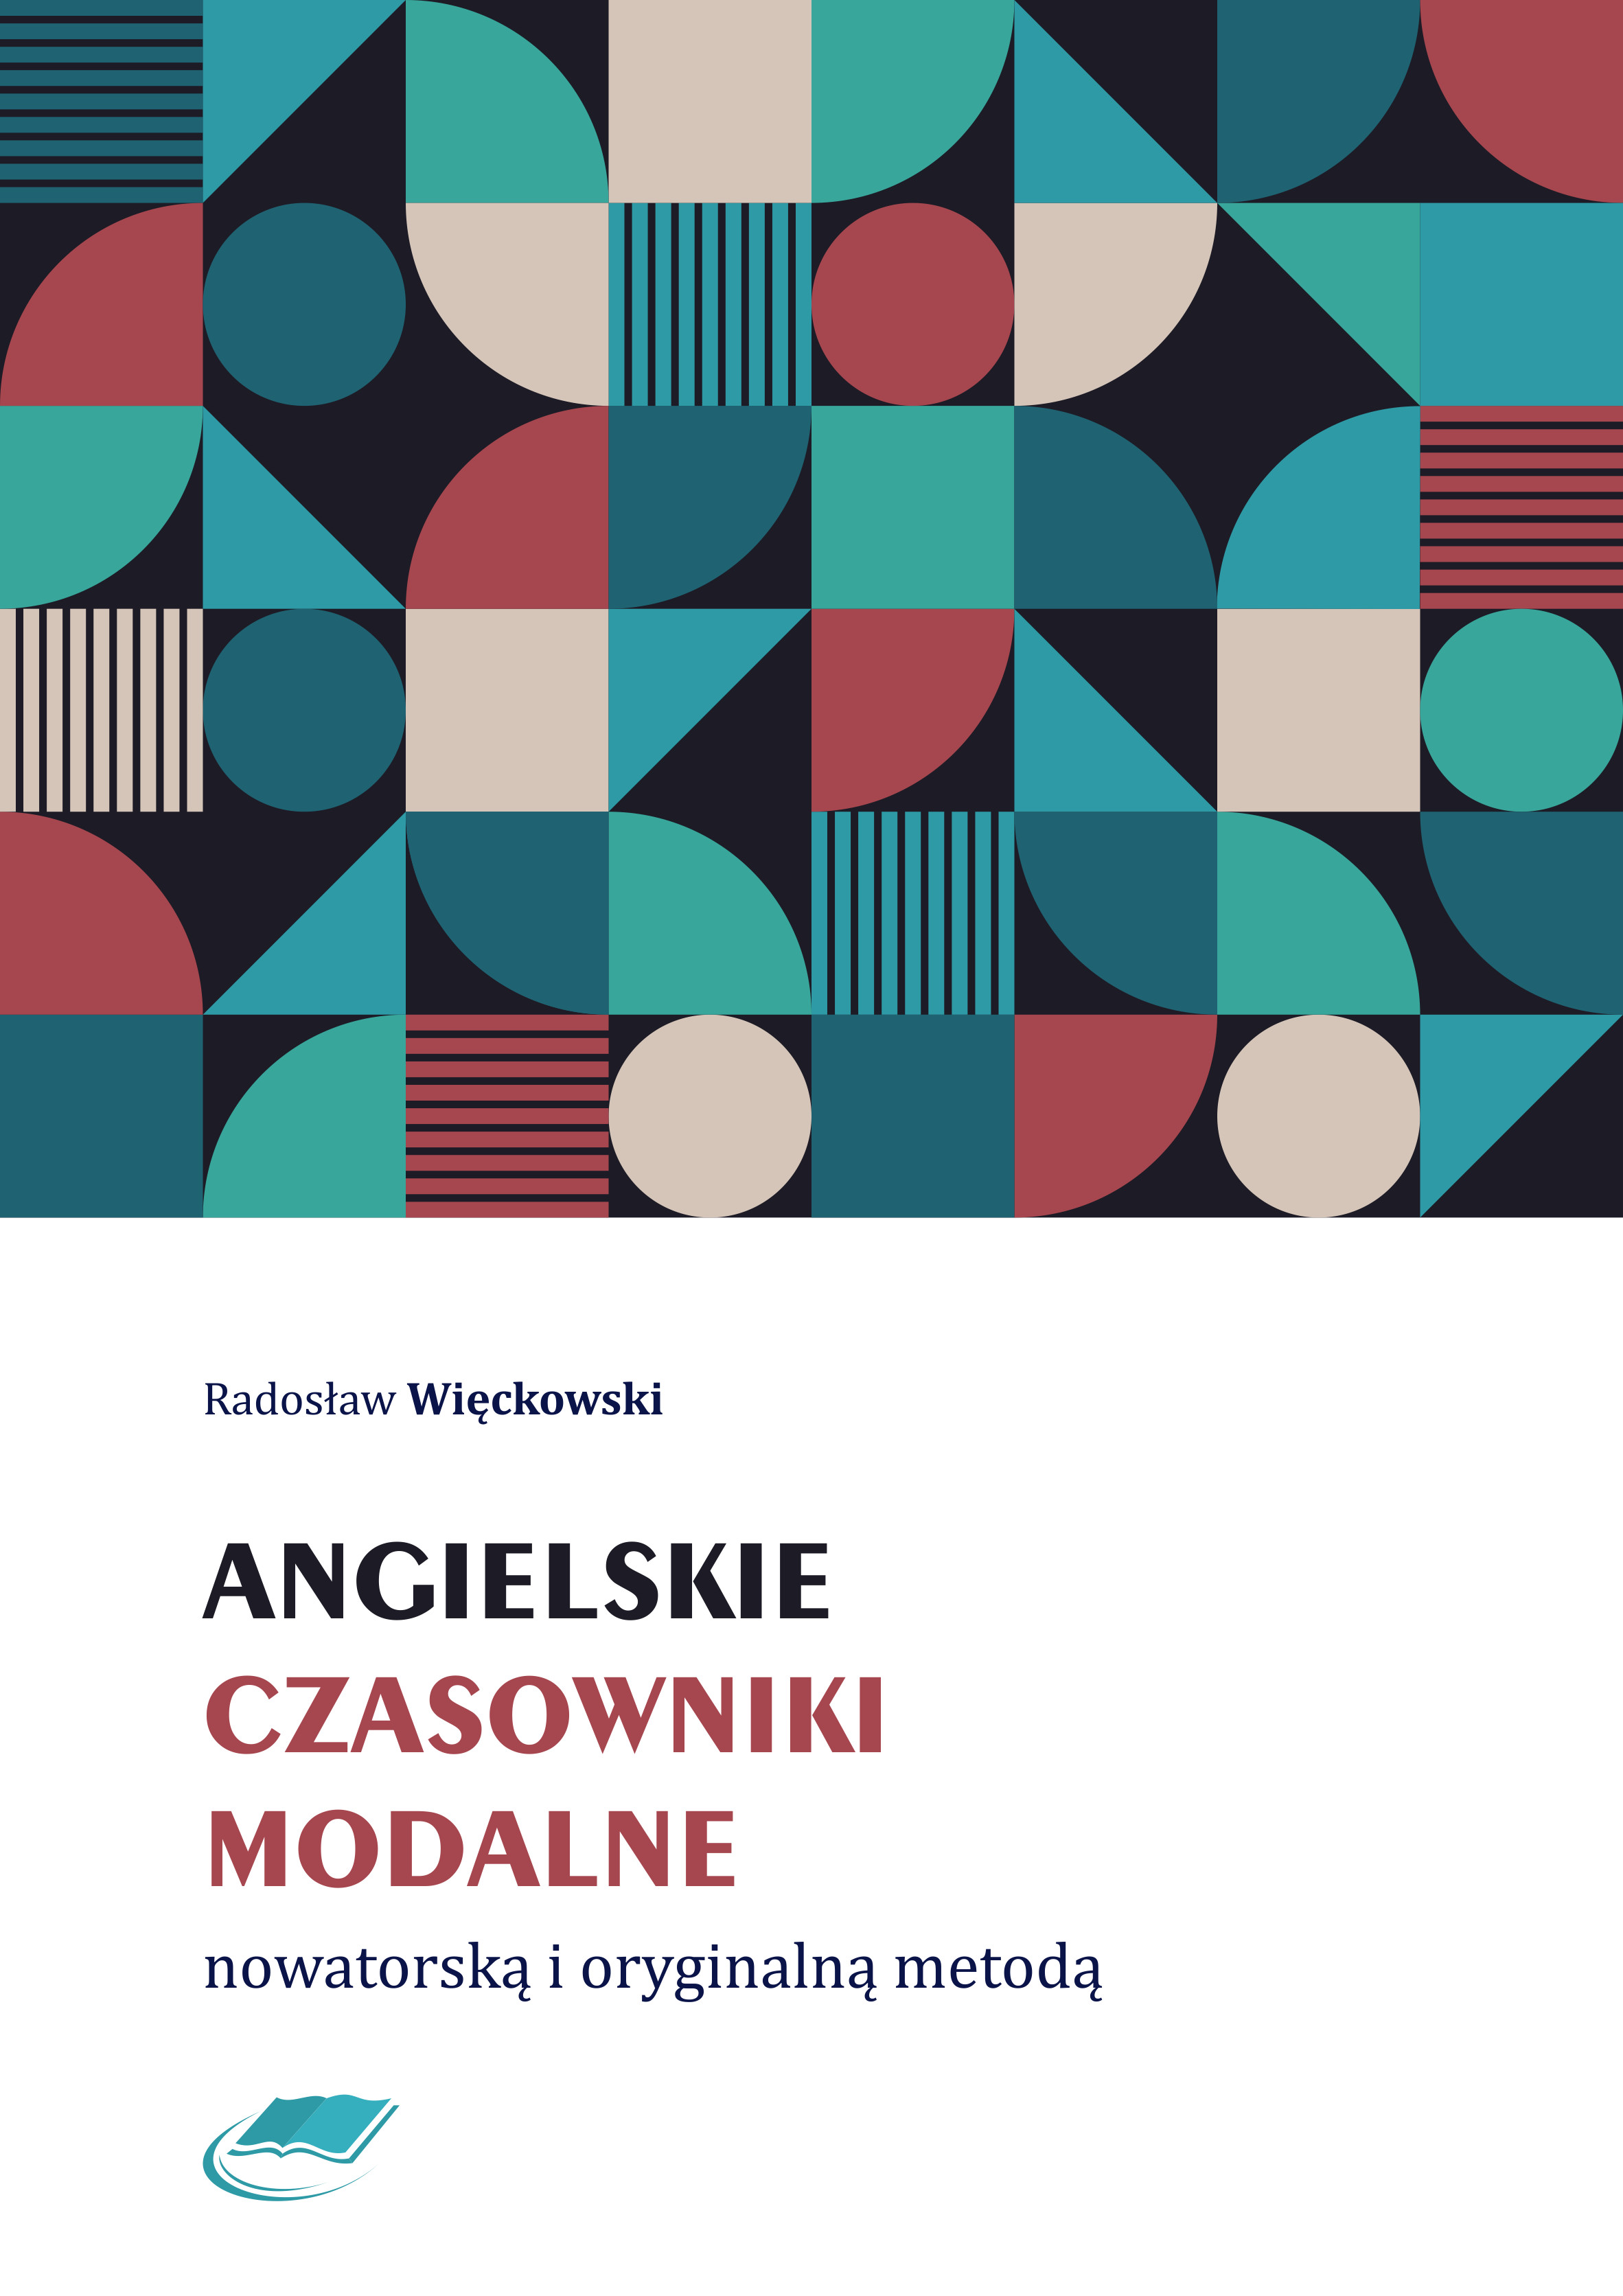 Radosław Więckowski
ANGIELSKIE
CZASOWNIKI
MODALNE
nowatorską i oryginalną metodą